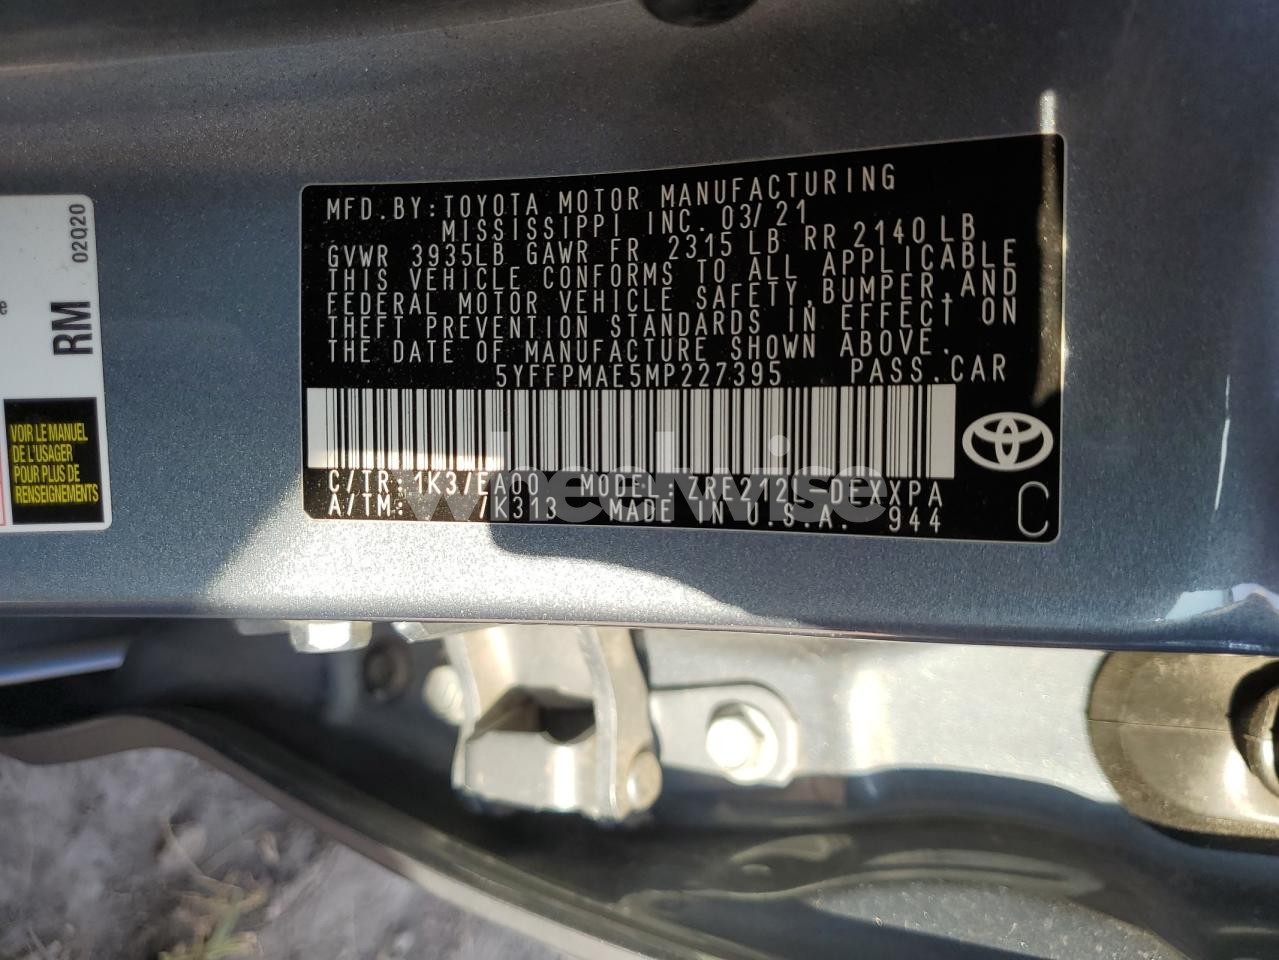 MFD.BY:TOYOTA MOTOR MANUFACTURING
MISSISSIPPI INC. 03/21
GVWR 3935LB GAWR FR 2315 LB RR 2140 LB
THIS VEHICLE CONFORMS TO ALL APPLICABLE
FEDERAL MOTOR VEHICLE SAFETY,BUMPER,AND
THEFT PREVENTION STANDARDS IN EFFECT ON
THE DATE OF MANUFACTURE SHOWN ABOVE.
5YFFPMAE5MP227395 PASS.CAR
C/TR:1K3/EA00 MODEL:ZRE212L-DEXXPA
A/TM: /K313 MADE IN U.S.A. 944
C
wheelwise
02Q20
RM
VOIR LE MANUEL
DE L'USAGER
POUR PLUS DE
RENSEIGNEMENTS